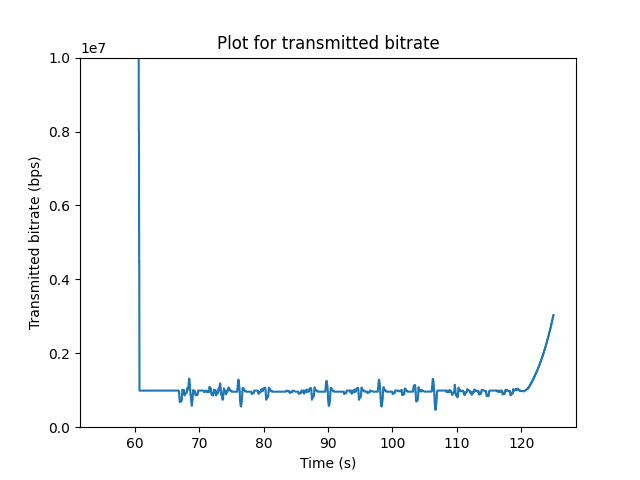 Plot for transmitted bitrate
1e7
1.0
0.8
0.6
0.4
0.2
0.0
Transmitted bitrate (bps)
60 70 80 90 100 110 120
Time (s)